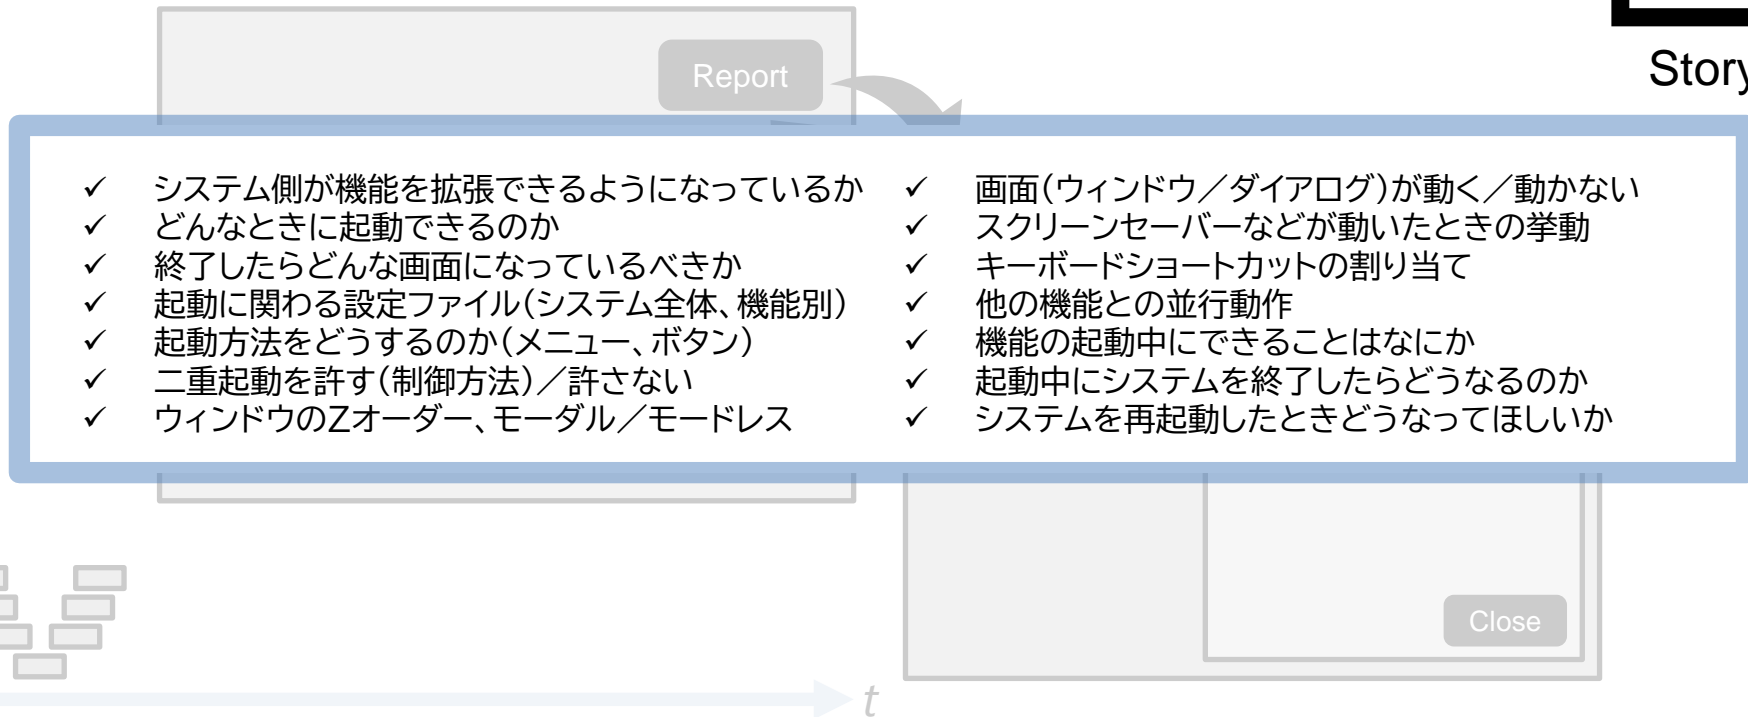 Report
Story
✓ システム側が機能を拡張できるようになっているか
✓ どんなときに起動できるのか
✓ 終了したらどんな画面になっているべきか
✓ 起動に関わる設定ファイル(システム全体、機能別)
✓ 起動方法をどうするのか(メニュー、ボタン)
✓ 二重起動を許す(制御方法)／許さない
✓ ウィンドウのZオーダー、モーダル／モードレス
✓ 画面(ウィンドウ／ダイアログ)が動く／動かない
✓ スクリーンセーバーなどが動いたときの挙動
✓ キーボードショートカットの割り当て
✓ 他の機能との並行動作
✓ 機能の起動中にできることはなにか
✓ 起動中にシステムを終了したらどうなるのか
✓ システムを再起動したときどうなってほしいか
Close
t